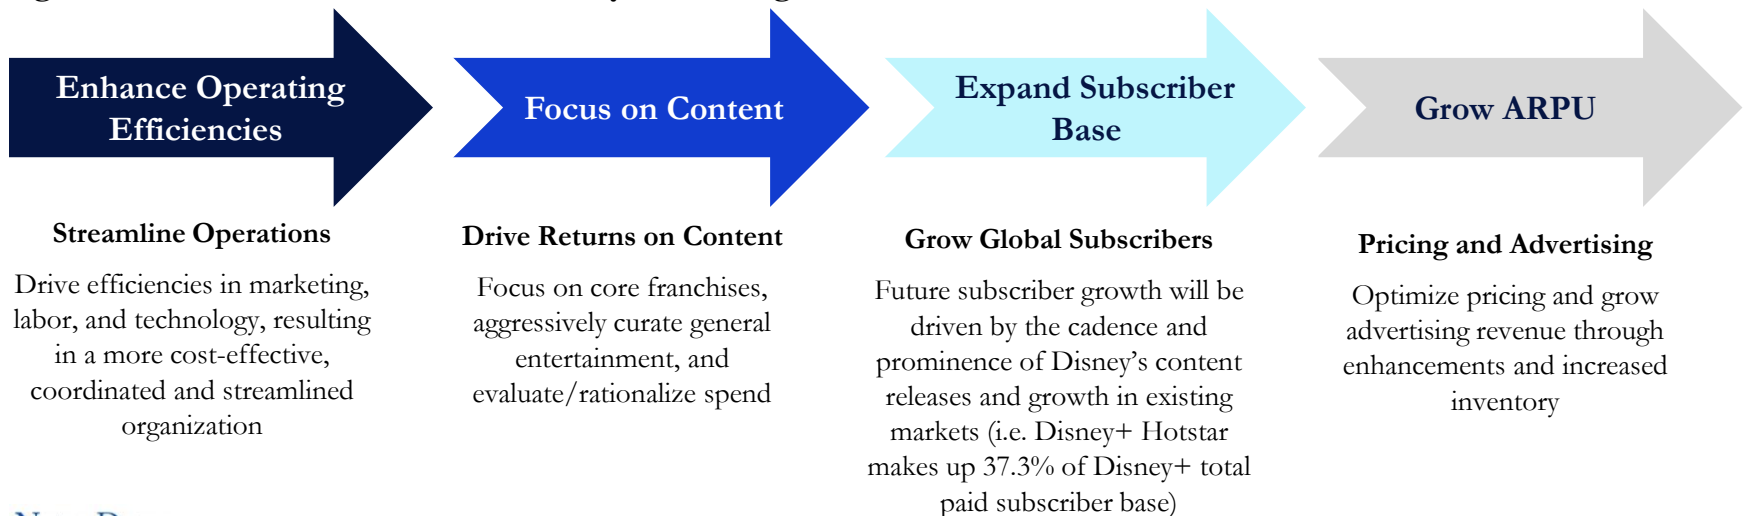 Enhance Operating
Efficiencies
Focus on Content
Expand Subscriber
Base
Grow ARPU
Streamline Operations
Drive efficiencies in marketing,
labor, and technology, resulting
in a more cost-effective,
coordinated and streamlined
organization
Drive Returns on Content
Focus on core franchises,
aggressively curate general
entertainment, and
evaluate/rationalize spend
Grow Global Subscribers
Future subscriber growth will be
driven by the cadence and
prominence of Disney’s content
releases and growth in existing
markets (i.e. Disney+ Hotstar
makes up 37.3% of Disney+ total
paid subscriber base)
Pricing and Advertising
Optimize pricing and grow
advertising revenue through
enhancements and increased
inventory